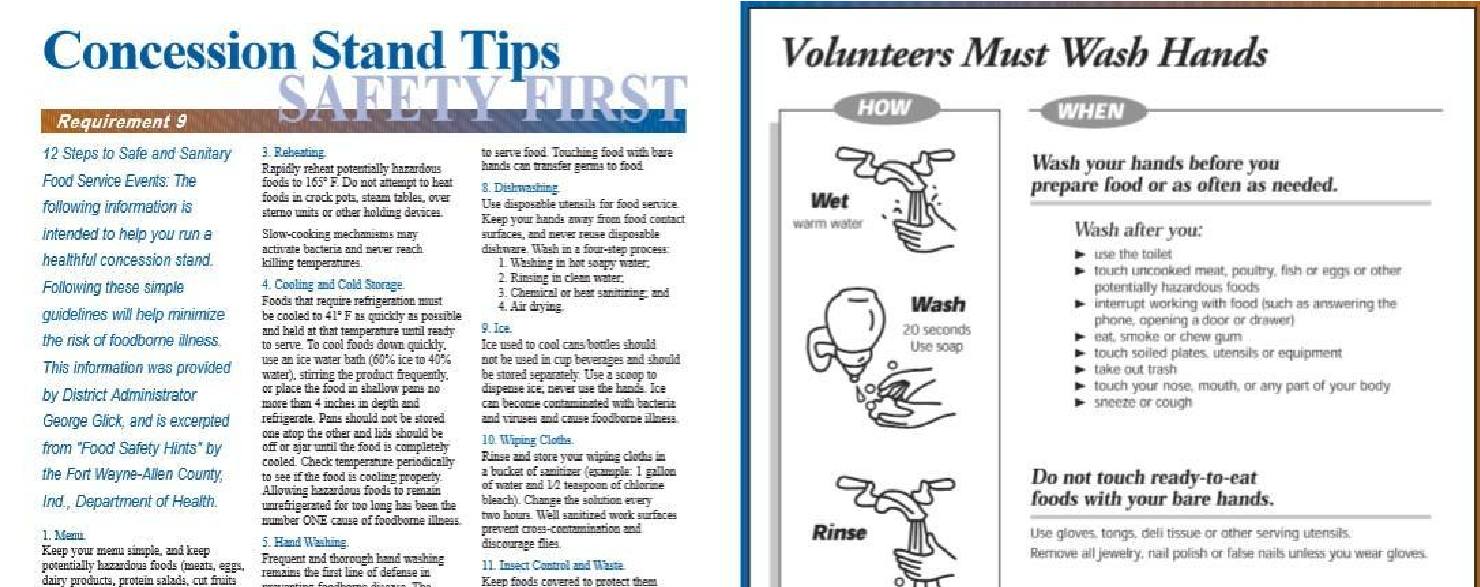 Concession Stand Tips
SAFETY FIRST
Requirement 9
12 Steps to Safe and Sanitary
Food Service Events: The
following information is
intended to help you run a
healthful concession stand.
Following these simple
guidelines will help minimize
the risk of foodborne illness.
This information was provided
by District Administrator
George Glick, and is excerpted
from "Food Safety Hints" by
the Fort Wayne-Allen County,
Ind., Department of Health.
1. Menu.
Keep your menu simple, and keep
potentially hazardous foods (meats, eggs,
dairy products, protein salads, cut fruits
3. Reheating.
Rapidly reheat potentially hazardous
foods to 165° F. Do not attempt to heat
foods in crock pots, steam tables, over
sterno units or other holding devices.
Slow-cooking mechanisms may
activate bacteria and never reach
killing temperatures.
4. Cooling and Cold Storage.
Foods that require refrigeration must
be cooled to 41° F as quickly as possible
and held at that temperature until ready
to serve. To cool foods down quickly,
use an ice water bath (60% ice to 40%
water), stirring the product frequently,
or place the food in shallow pans no
more than 4 inches in depth and
refrigerate. Pans should not be stored
one atop the other and lids should be
off or ajar until the food is completely
cooled. Check temperature periodically
to see if the food is cooling properly.
Allowing hazardous foods to remain
unrefrigerated for too long has been the
number ONE cause of foodborne illness.
5. Hand Washing.
Frequent and thorough hand washing
remains the first line of defense in
preventing foodborne disease. The
to serve food. Touching food with bare
hands can transfer germs to food.
8. Dishwashing.
Use disposable utensils for food service.
Keep your hands away from food contact
surfaces, and never reuse disposable
dishware. Wash in a four-step process:
1. Washing in hot soapy water;
2. Rinsing in clean water;
3. Chemical or heat sanitizing; and
4. Air drying.
9. Ice.
Ice used to cool cans/bottles should
not be used in cup beverages and should
be stored separately. Use a scoop to
dispense ice; never use the hands. Ice
can become contaminated with bacteria
and viruses and cause foodborne illness.
10. Wiping Cloths.
Rinse and store your wiping cloths in
a bucket of sanitizer (example: 1 gallon
of water and 1/2 teaspoon of chlorine
bleach). Change the solution every
two hours. Well sanitized work surfaces
prevent cross-contamination and
discourage flies.
11. Insect Control and Waste.
Keep foods covered to protect them
Volunteers Must Wash Hands
HOW
Wet
warm water
Wash
20 seconds
Use soap
Rinse
WHEN
Wash your hands before you
prepare food or as often as needed.
Wash after you:
► use the toilet
► touch uncooked meat, poultry, fish or eggs or other
potentially hazardous foods
► interrupt working with food (such as answering the
phone, opening a door or drawer)
► eat, smoke or chew gum
► touch soiled plates, utensils or equipment
► take out trash
► touch your nose, mouth, or any part of your body
► sneeze or cough
Do not touch ready-to-eat
foods with your bare hands.
Use gloves, tongs, deli tissue or other serving utensils.
Remove all jewelry, nail polish or false nails unless you wear gloves.